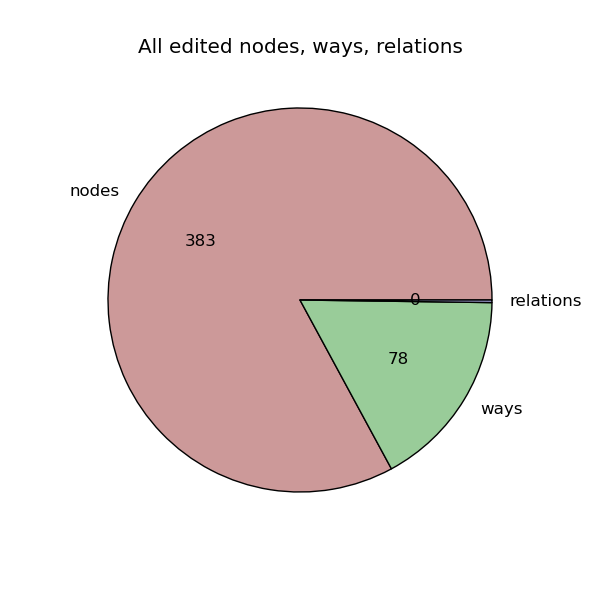 All edited nodes, ways, relations
nodes
383
0
relations
78
ways